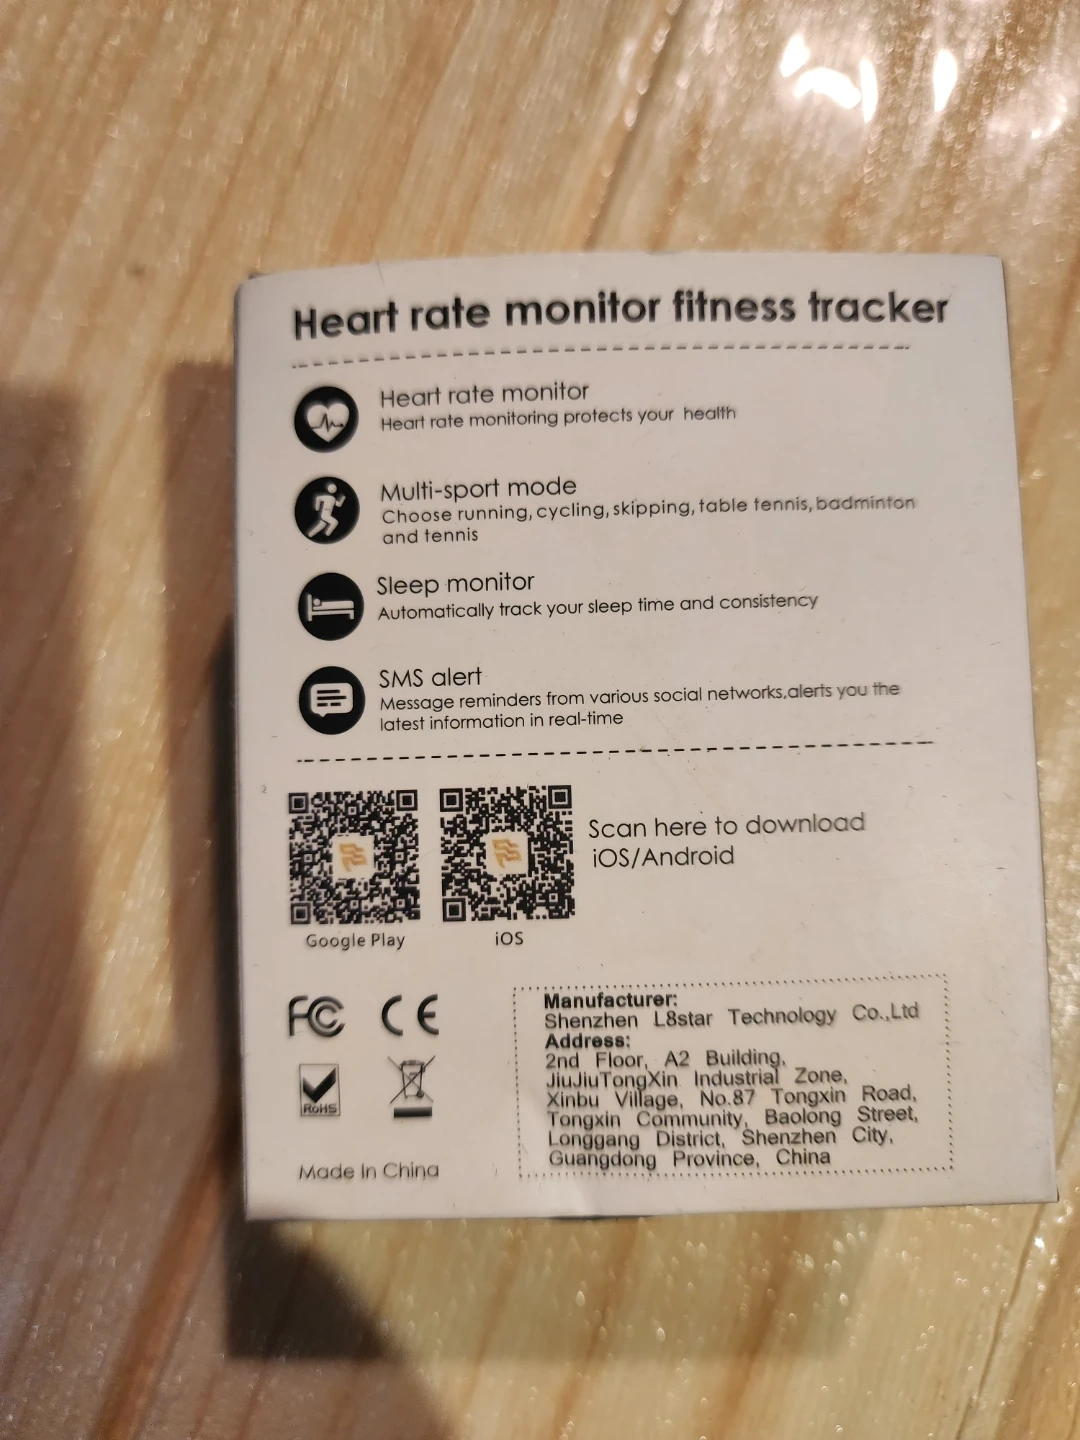 Heart rate monitor fitness tracker
Heart rate monitor
Heart rate monitoring protects your health
Multi-sport mode
Choose running, cycling, skipping, table tennis, badminton
and tennis
Sleep monitor
Automatically track your sleep time and consistency
SMS alert
Message reminders from various social networks,alerts you the
latest information in real-time
Scan here to download
iOS/Android
Google Play
iOS
FC CE
RoHS
Made In China
Manufacturer:
Shenzhen L8star Technology Co.,Ltd
Address:
2nd Floor, A2 Building,
JiuJiuTongXin Industrial Zone,
Xinbu Village, No.87 Tongxin Road,
Tongxin Community, Baolong Street,
Longgang District, Shenzhen City,
Guangdong Province, China